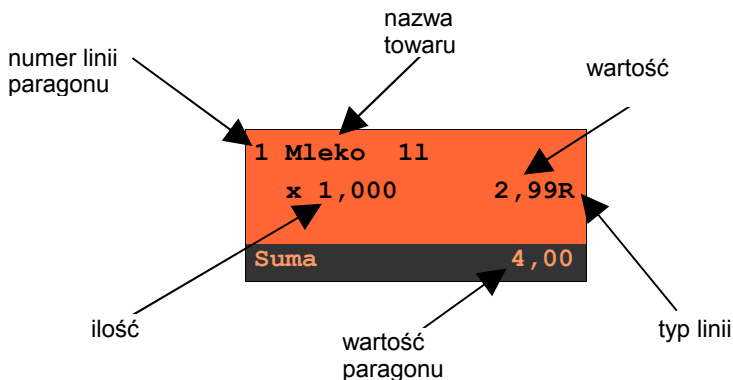 nazwa
towaru
numer linii
paragonu
wartość
1 Mleko 1l
x 1,000 2,99R
Suma 4,00
ilość
wartość
paragonu
typ linii